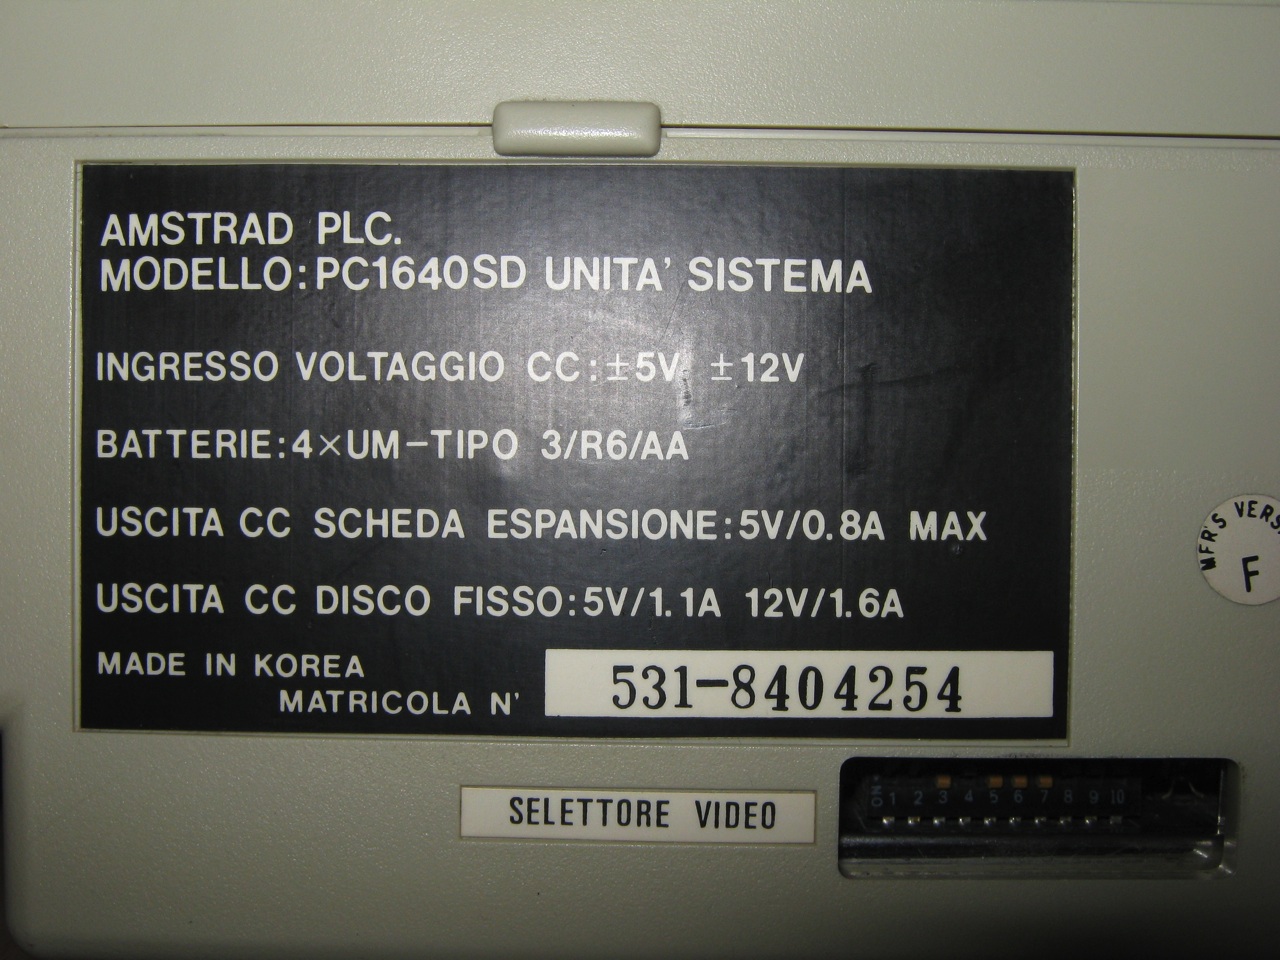 AMSTRAD PLC.
MODELLO:PC1640SD UNITA' SISTEMA
INGRESSO VOLTAGGIO CC:±5V ±12V
BATTERIE:4×UM-TIPO 3/R6/AA
USCITA CC SCHEDA ESPANSIONE:5V/0.8A MAX
USCITA CC DISCO FISSO:5V/1.1A 12V/1.6A
MADE IN KOREA
MATRICOLA N' 531-8404254
MFR'S
F
SELETTORE VIDEO
ON 1 2 3 4 5 6 7 8 9 10